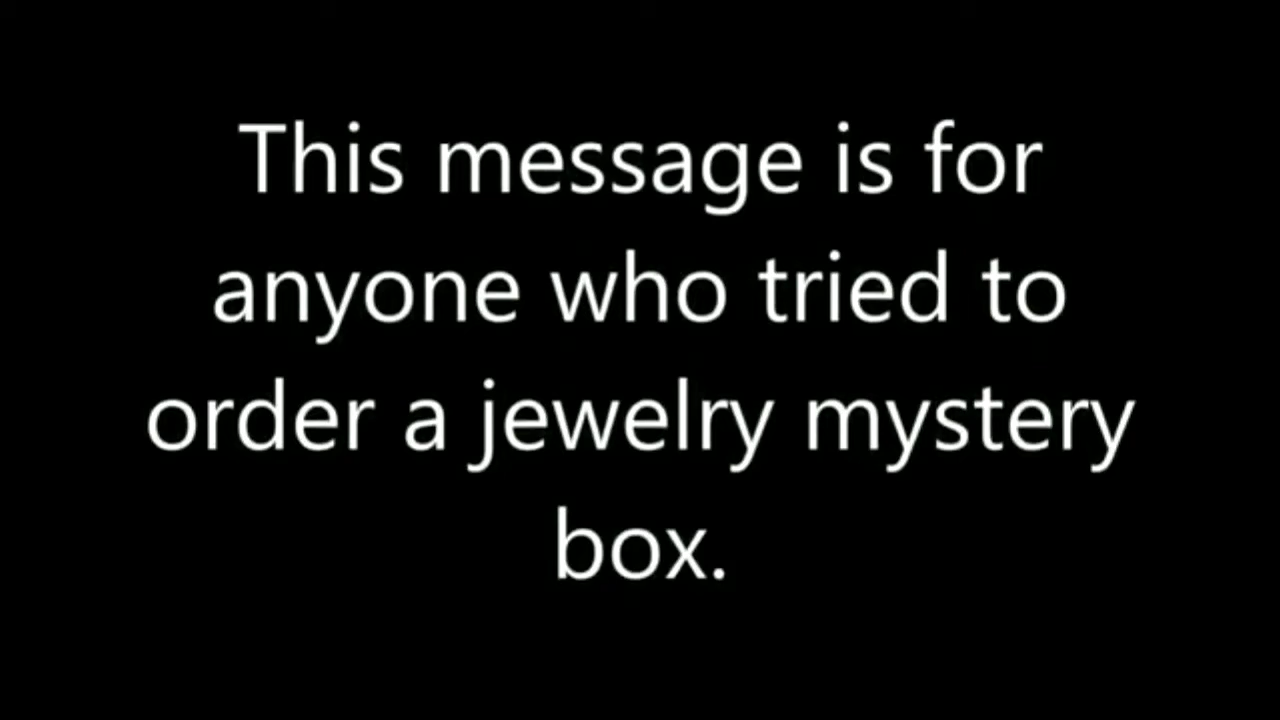 This message is for
anyone who tried to
order a jewelry mystery
box.